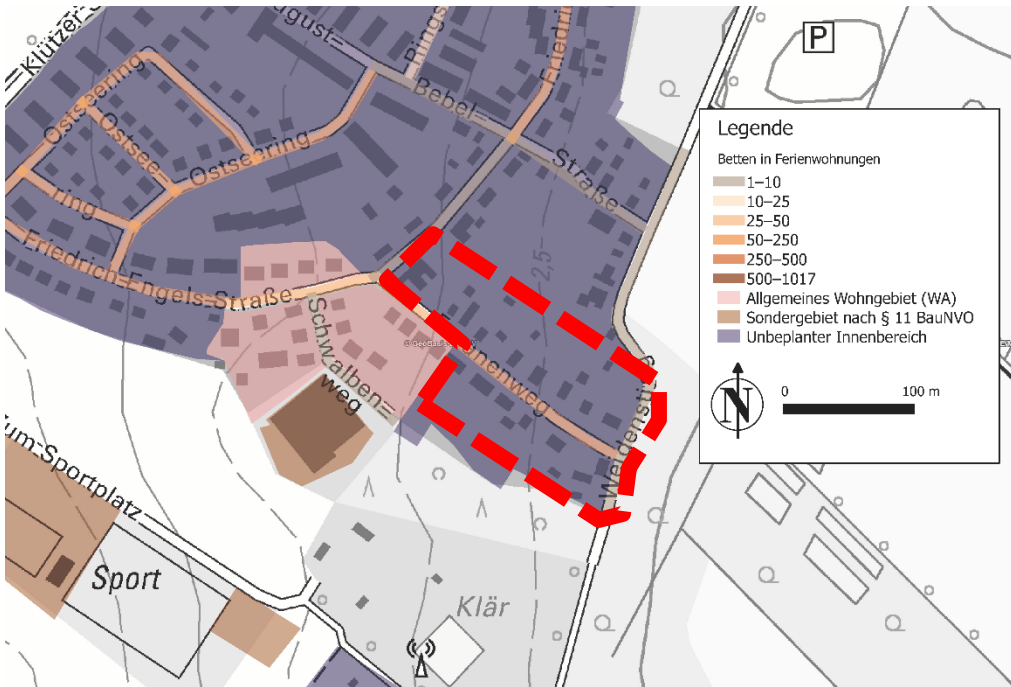 Klützer-S
August=
Rings
Friedri
Bebel=
Straße
Ostseering
Ostsee=
ring
Ostseering
Friedrich-Engels-Straße
Schwalben=
weg
nenweg
Weidenstie
2,5
um-Sportplatz
Sport
Klär
P
Legende
Betten in Ferienwohnungen
1–10
10–25
25–50
50–250
250–500
500–1017
Allgemeines Wohngebiet (WA)
Sondergebiet nach § 11 BauNVO
Unbeplanter Innenbereich
N
0 100 m